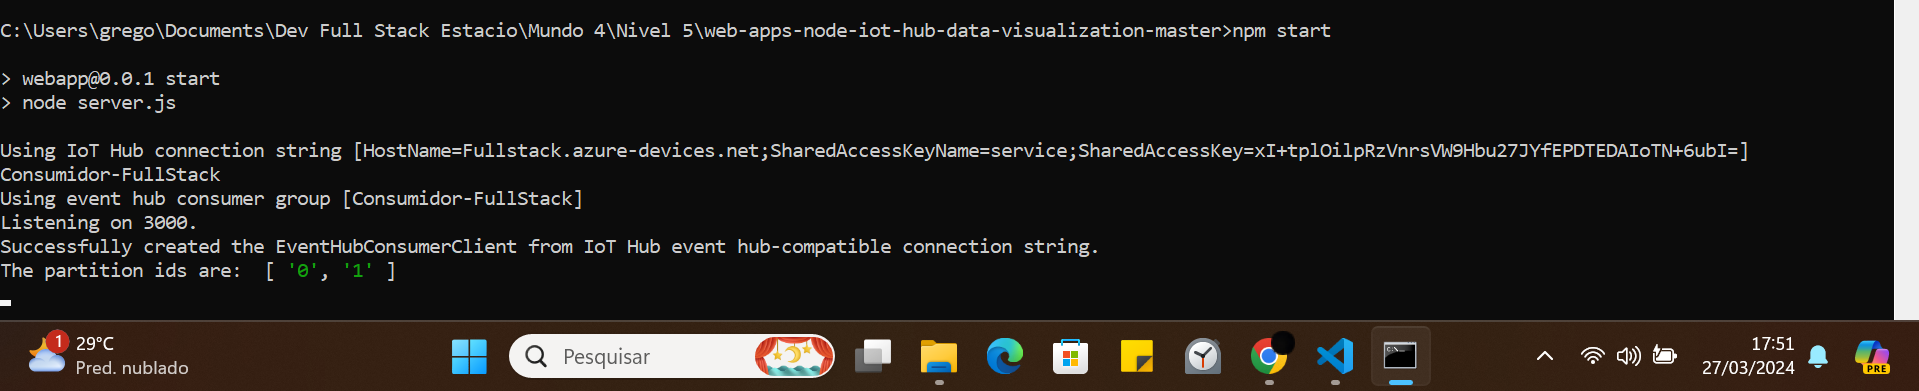 C:\Users\grego\Documents\Dev Full Stack Estacio\Mundo 4\Nivel 5\web-apps-node-iot-hub-data-visualization-master>npm start
> webapp@0.0.1 start
> node server.js
Using IoT Hub connection string [HostName=Fullstack.azure-devices.net;SharedAccessKeyName=service;SharedAccessKey=xI+tplOilpRzVnrsVW9Hbu27JYfEPDTEDAIoTN+6ubI=]
Consumidor-FullStack
Using event hub consumer group [Consumidor-FullStack]
Listening on 3000.
Successfully created the EventHubConsumerClient from IoT Hub event hub-compatible connection string.
The partition ids are:  [ '0', '1' ]
1
29°C
Pred. nublado
Pesquisar
C:\_
17:51
27/03/2024
PRE